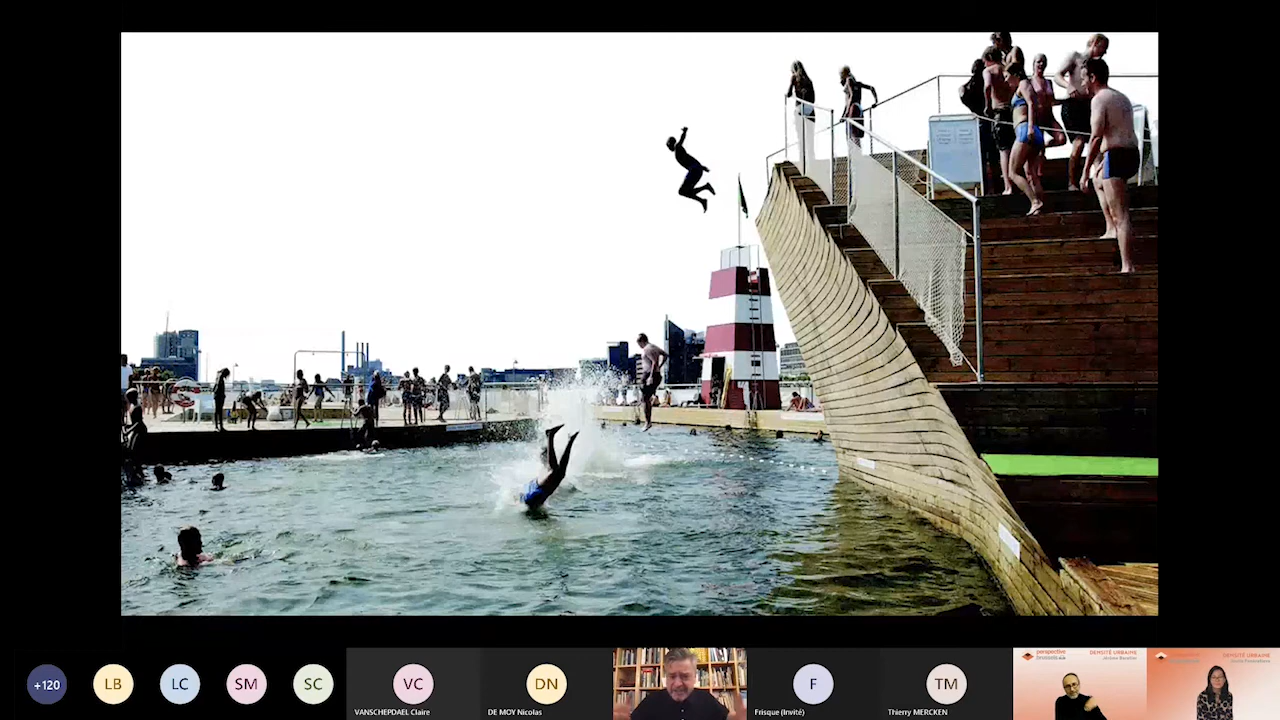 +120
LB
LC
SM
SC
VC
VANSCHEPDAEL Claire
DN
DE MOY Nicolas
F
Frisque (Invité)
TM
Thierry MERCKEN
perspective
.brussels
DENSITÉ URBAINE
DENSITÉ URBAINE